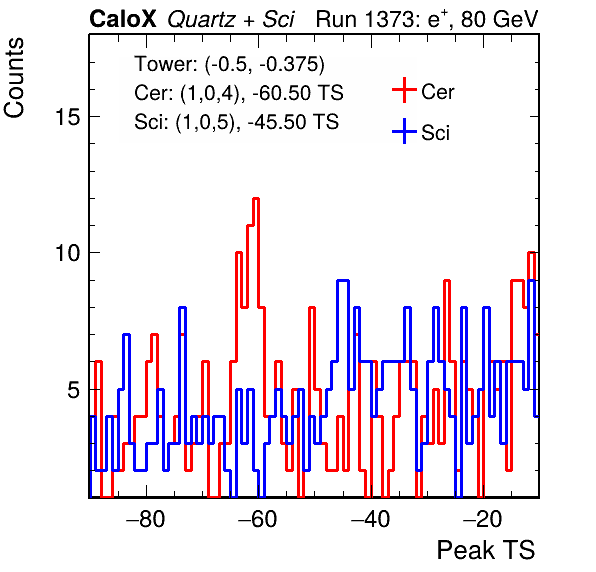 CaloX Quartz + Sci Run 1373: e⁺, 80 GeV
Counts
Tower: (-0.5, -0.375)
Cer: (1,0,4), -60.50 TS
Sci: (1,0,5), -45.50 TS
Cer
Sci
15
10
5
−80 −60 −40 −20
Peak TS